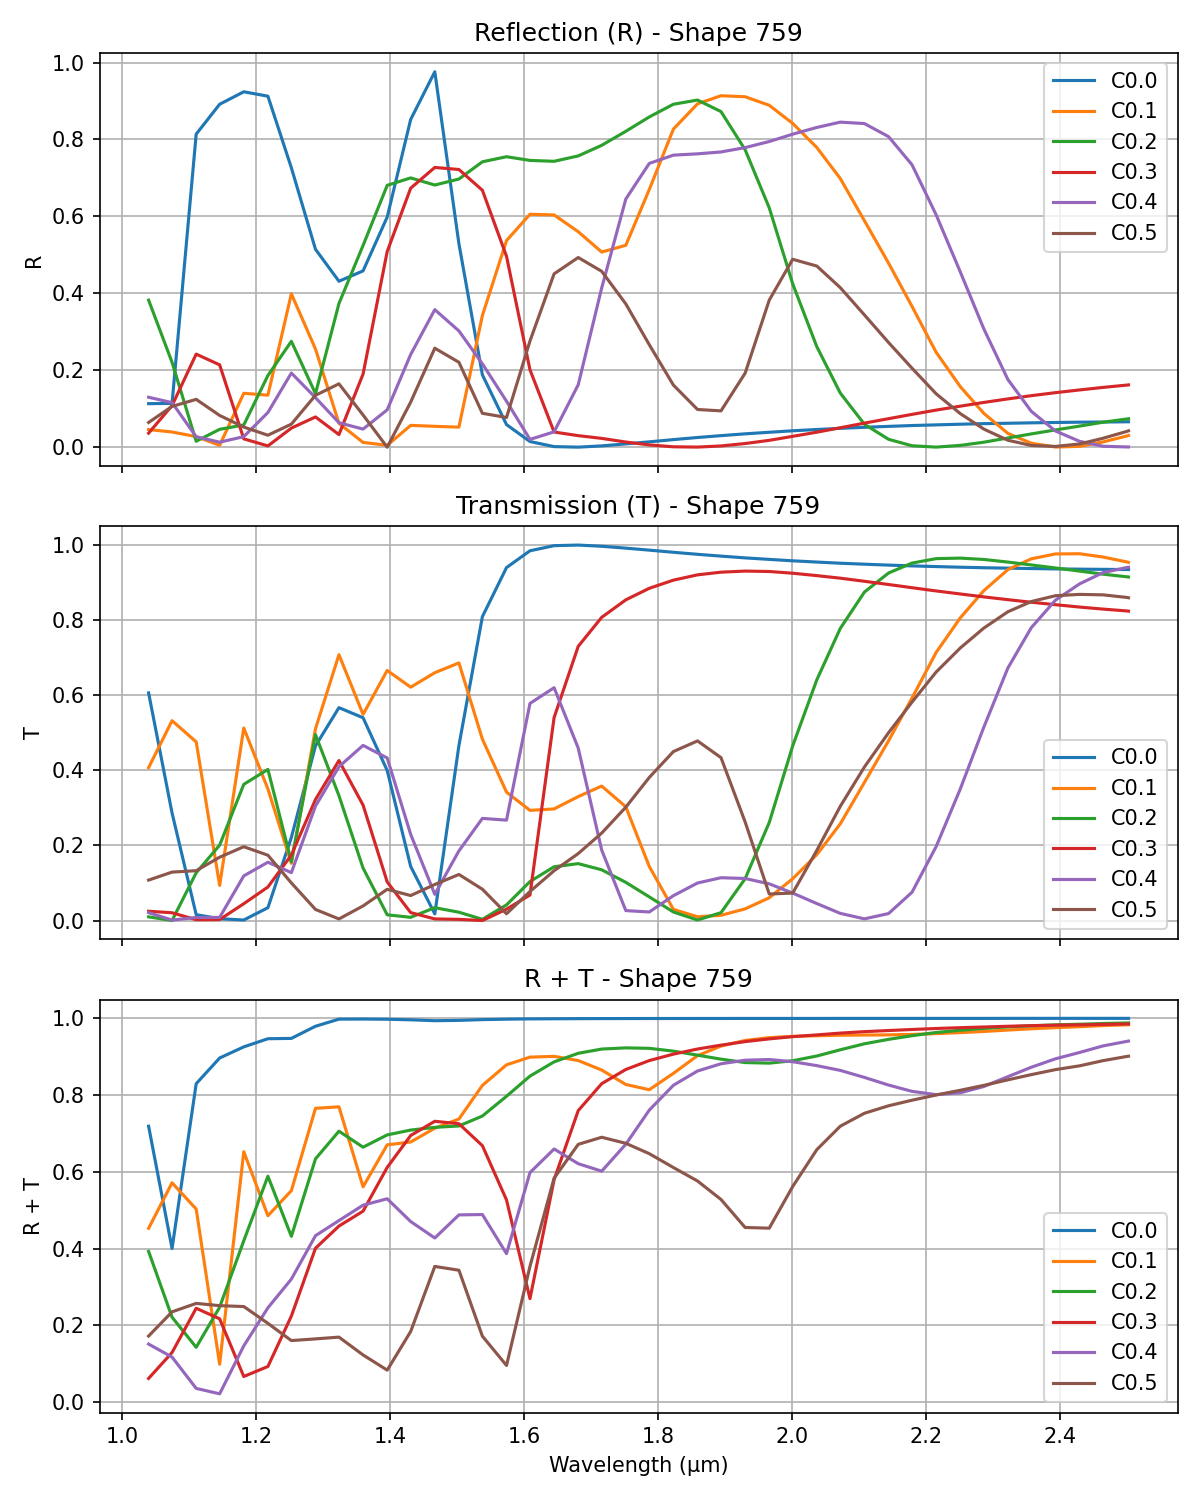 Reflection (R) - Shape 759
1.0
0.8
0.6
0.4
0.2
0.0
R
C0.0
C0.1
C0.2
C0.3
C0.4
C0.5
Transmission (T) - Shape 759
1.0
0.8
0.6
0.4
0.2
0.0
T
C0.0
C0.1
C0.2
C0.3
C0.4
C0.5
R + T - Shape 759
1.0
0.8
0.6
0.4
0.2
0.0
R + T
C0.0
C0.1
C0.2
C0.3
C0.4
C0.5
1.0 1.2 1.4 1.6 1.8 2.0 2.2 2.4
Wavelength (μm)